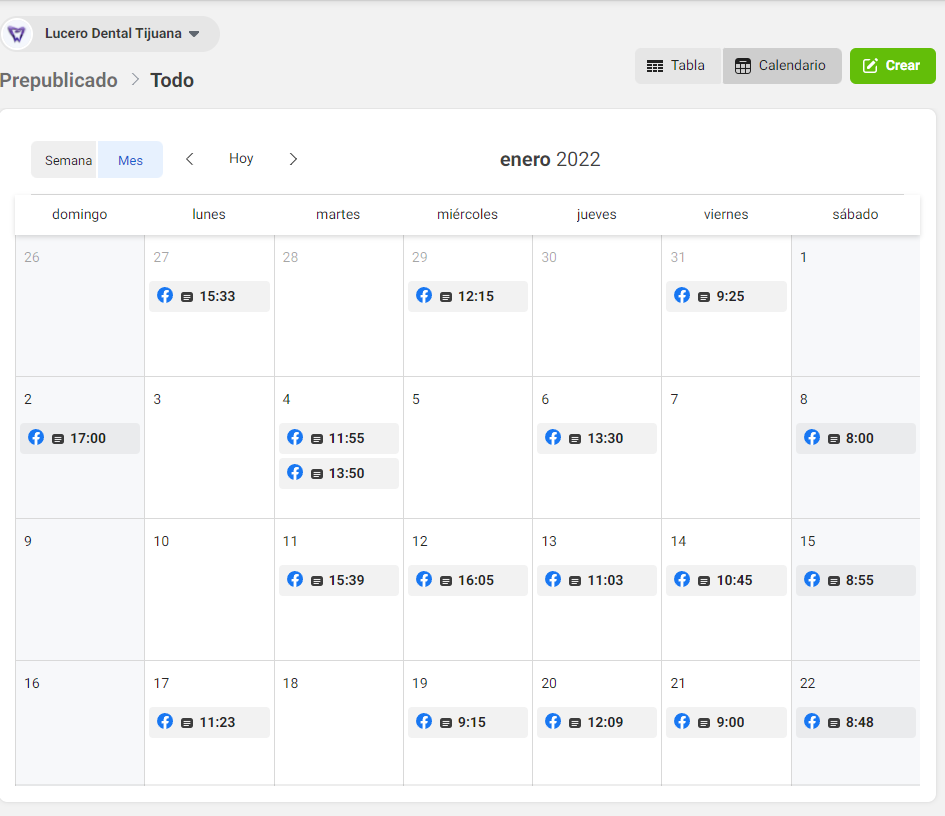 Lucero Dental Tijuana
Prepublicado > Todo
Tabla Calendario Crear
Semana Mes Hoy enero 2022
domingo lunes martes miércoles jueves viernes sábado
26 27 28 29 30 31 1
15:33 12:15 9:25
2 3 4 5 6 7 8
17:00 11:55 13:30 8:00
13:50
9 10 11 12 13 14 15
15:39 16:05 11:03 10:45 8:55
16 17 18 19 20 21 22
11:23 9:15 12:09 9:00 8:48